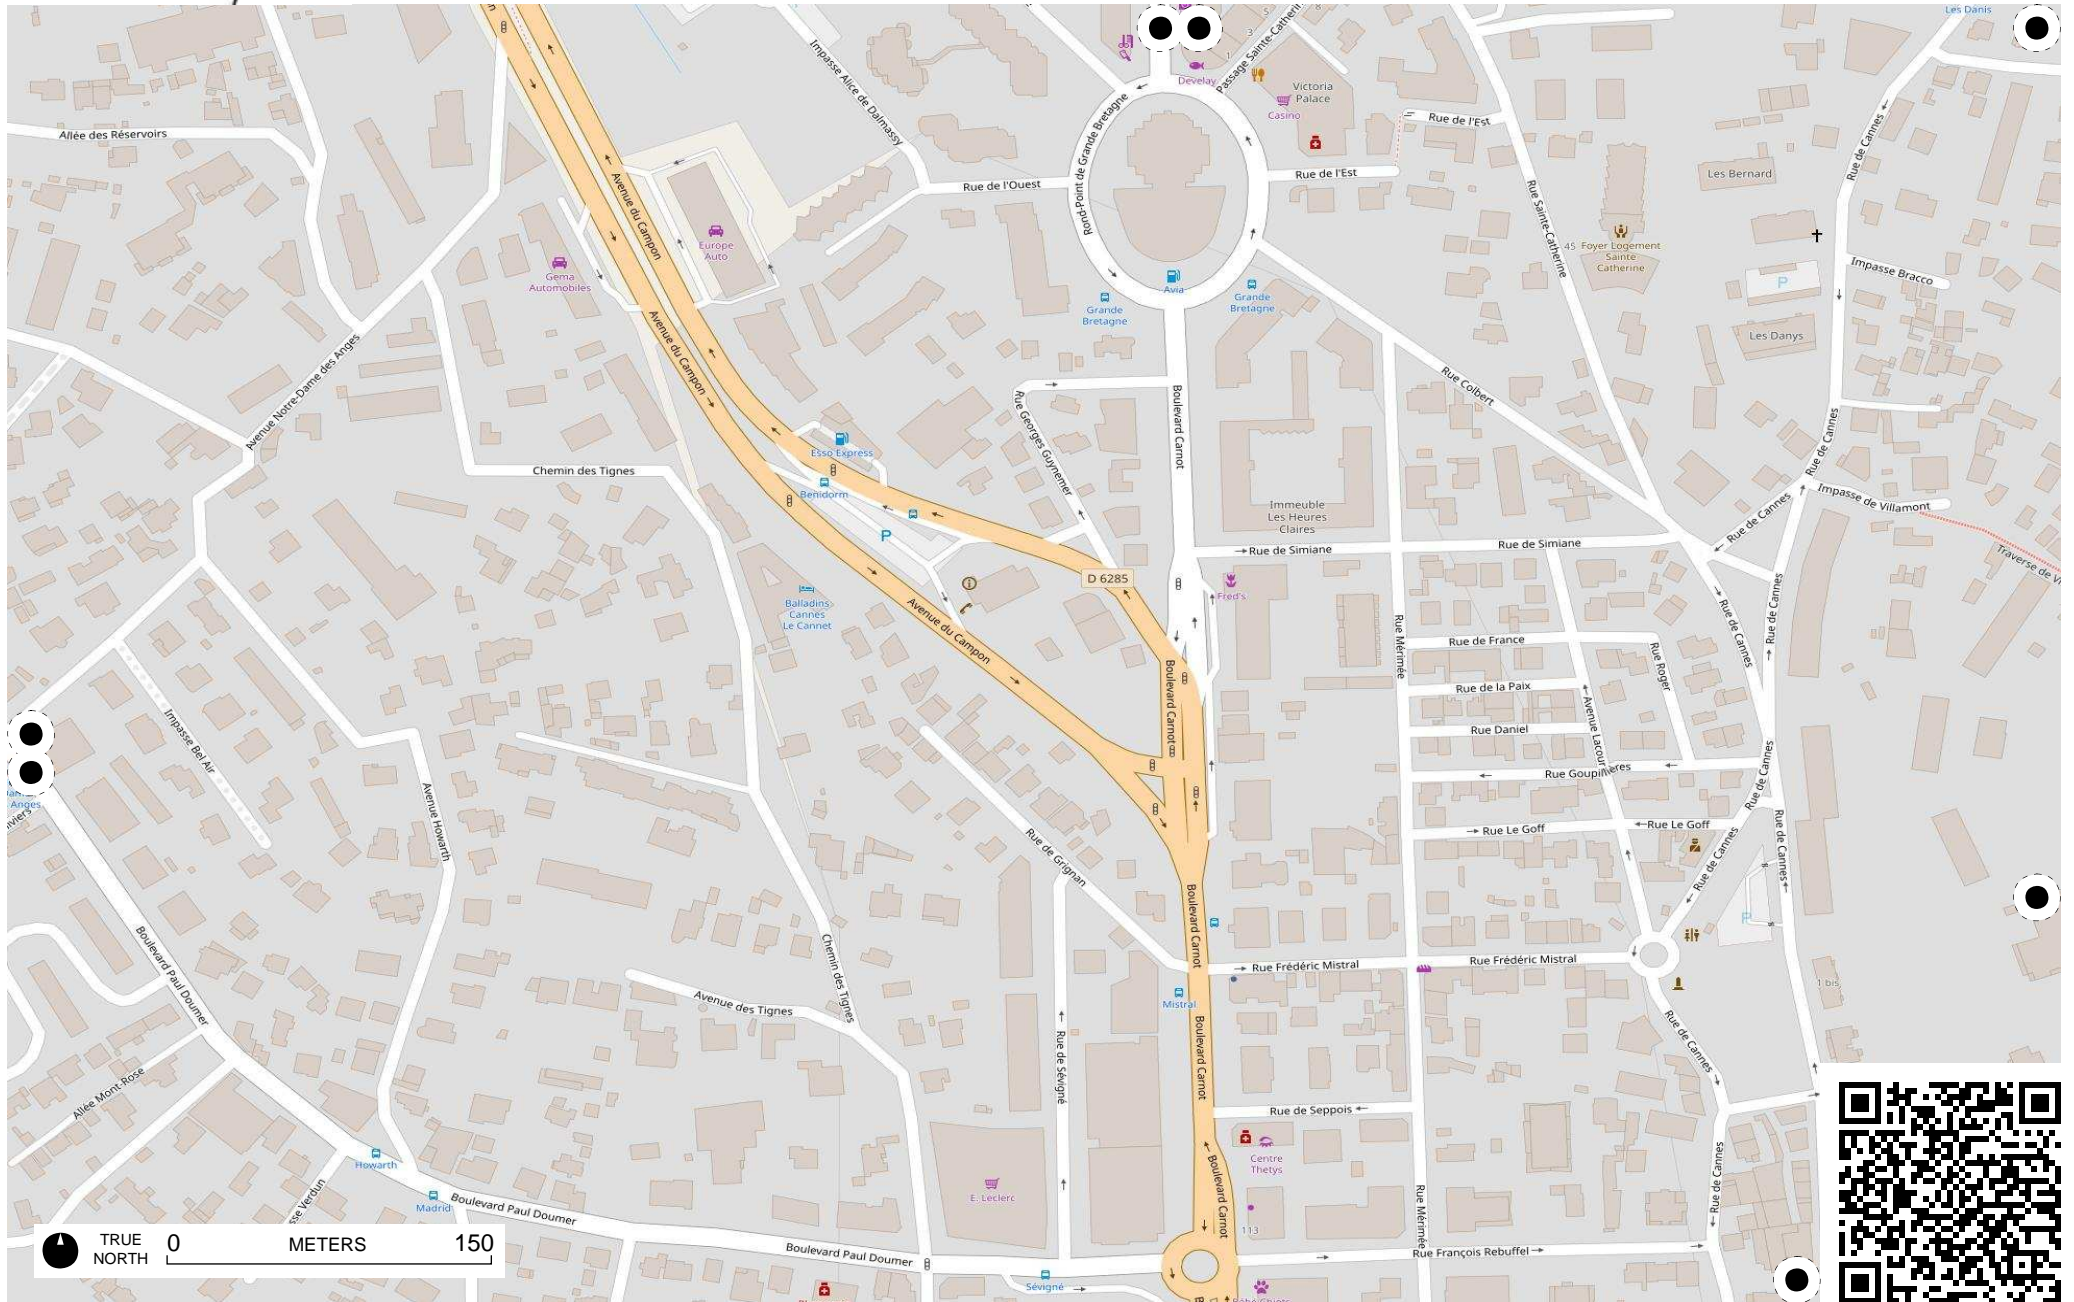 Les Danis
Impasse Alice de Dalmassy
Passage Sainte-Catherine
Develay
Victoria
Palace
Casino
Rue de l'Est
Allée des Réservoirs
Rue de Cannes
Rond-Point de Grande Bretagne
Rue de l'Est
Les Bernard
Rue de l'Ouest
Avenue du Campon
Rue Sainte-Catherine
Europe
Auto
45
Foyer Logement
Sainte
Catherine
Gema
Automobiles
Impasse Bracco
P
Avia
Grande
Bretagne
Grande
Bretagne
Les Danys
Avenue du Campon
Avenue Notre-Dame des Anges
Rue Colbert
Boulevard Carnot
Rue Georges Guynemer
Rue de Cannes
Esso Express
Chemin des Tignes
Benidorm
Impasse de Villamont
Immeuble
Les Heures
Claires
Rue de Cannes
P
Rue de Simiane
Rue de Simiane
Traverse de Vi
D 6285
Fred's
Balladins
Cannes
Le Cannet
Avenue du Campon
Rue de Cannes
Rue de Cannes
Rue Mérimée
Rue de France
Rue Roger
Boulevard Carnot
Rue de la Paix
Avenue Lacour
Impasse Bel Air
Rue Daniel
Rue Goupillières
Rue de Cannes
Anges
Avenue Howarth
Rue Le Goff
Rue Le Goff
Rue de Cannes
Rue de Cannes
Rue de Grignan
P
Boulevard Carnot
Boulevard Paul Doumer
Chemin des Tignes
Rue Frédéric Mistral
Rue Frédéric Mistral
1 bis
Avenue des Tignes
Mistral
Rue de Sévigné
Boulevard Carnot
Rue de Cannes
Allée Mont-Rose
Rue de Seppois
Centre
Thetys
Howarth
Rue de Cannes
Boulevard Carnot
E. Leclerc
Madrid
Boulevard Paul Doumer
Rue Mérimée
113
TRUE
NORTH
0
METERS
150
Boulevard Paul Doumer
Rue François Rebuffel
Sévigné